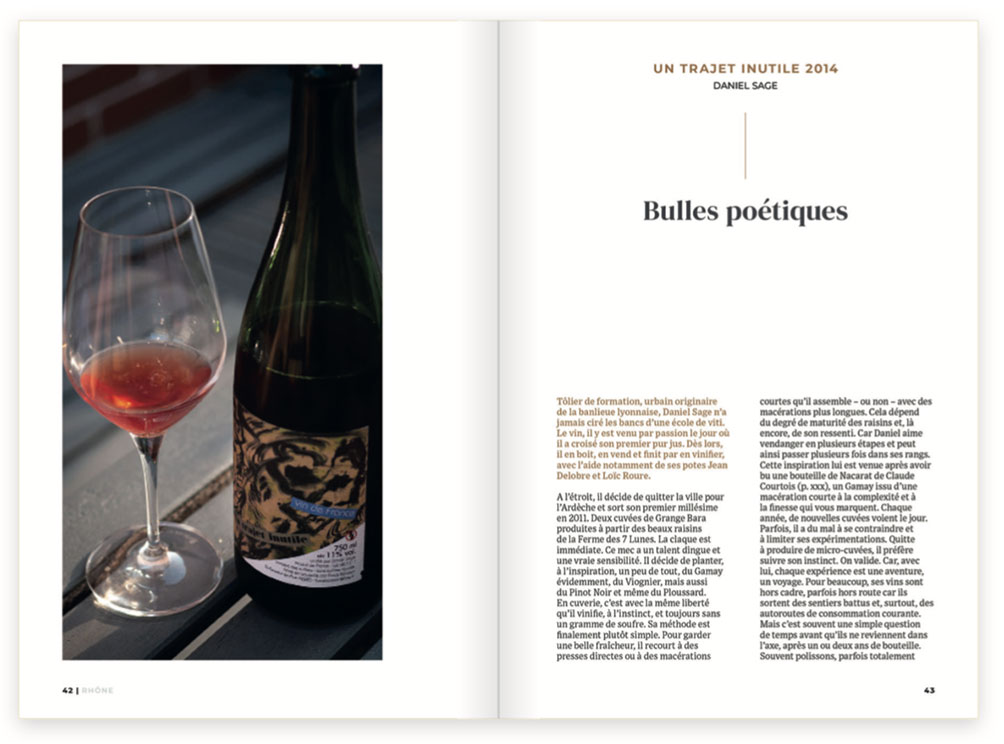 vin de France
Trajet Inutile
750 ml
Alc 11% vol.
42 | RHÔNE
UN TRAJET INUTILE 2014
DANIEL SAGE
Bulles poétiques
Tôlier de formation, urbain originaire
de la banlieue lyonnaise, Daniel Sage n'a
jamais ciré les bancs d'une école de viti.
Le vin, il y est venu par passion le jour où
il a croisé son premier pur jus. Dès lors,
il en boit, en vend et finit par en vinifier,
avec l'aide notamment de ses potes Jean
Delobre et Loïc Roure.
A l'étroit, il décide de quitter la ville pour
l'Ardèche et sort son premier millésime
en 2011. Deux cuvées de Grange Bara
produites à partir des beaux raisins
de la Ferme des 7 Lunes. La claque est
immédiate. Ce mec a un talent dingue et
une vraie sensibilité. Il décide de planter,
à l'inspiration, un peu de tout, du Gamay
évidemment, du Viognier, mais aussi
du Pinot Noir et même du Ploussard.
En cuverie, c'est avec la même liberté
qu'il vinifie, à l'instinct, et toujours sans
un gramme de soufre. Sa méthode est
finalement plutôt simple. Pour garder
une belle fraîcheur, il recourt à des
presses directes ou à des macérations
courtes qu'il assemble – ou non – avec des
macérations plus longues. Cela dépend
du degré de maturité des raisins et, là
encore, de son ressenti. Car Daniel aime
vendanger en plusieurs étapes et peut
ainsi passer plusieurs fois dans ses rangs.
Cette inspiration lui est venue après avoir
bu une bouteille de Nacarat de Claude
Courtois (p. xxx), un Gamay issu d'une
macération courte à la complexité et à
la finesse qui vous marquent. Chaque
année, de nouvelles cuvées voient le jour.
Parfois, il a du mal à se contraindre et
à limiter ses expérimentations. Quitte
à produire de micro-cuvées, il préfère
suivre son instinct. On valide. Car, avec
lui, chaque expérience est une aventure,
un voyage. Pour beaucoup, ses vins sont
hors cadre, parfois hors route car ils
sortent des sentiers battus et, surtout, des
autoroutes de consommation courante.
Mais c'est souvent une simple question
de temps avant qu'ils ne reviennent dans
l'axe, après un ou deux ans de bouteille.
Souvent polissons, parfois totalement
43